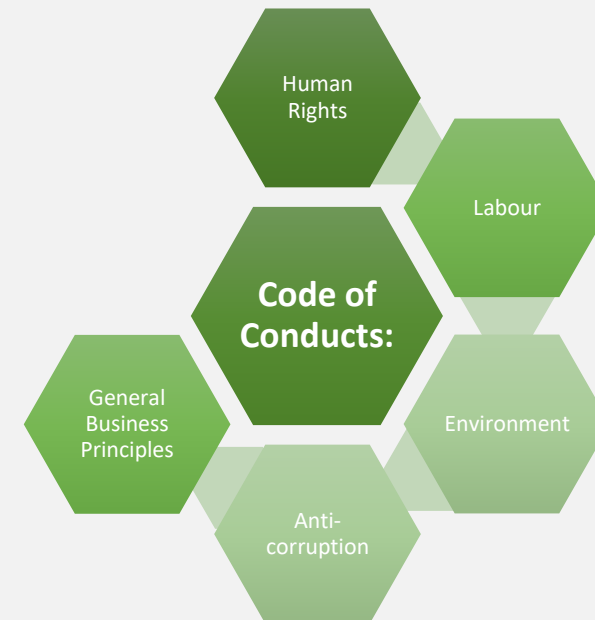 Human
Rights
Labour
Code of
Conducts:
General
Business
Principles
Environment
Anti-
corruption